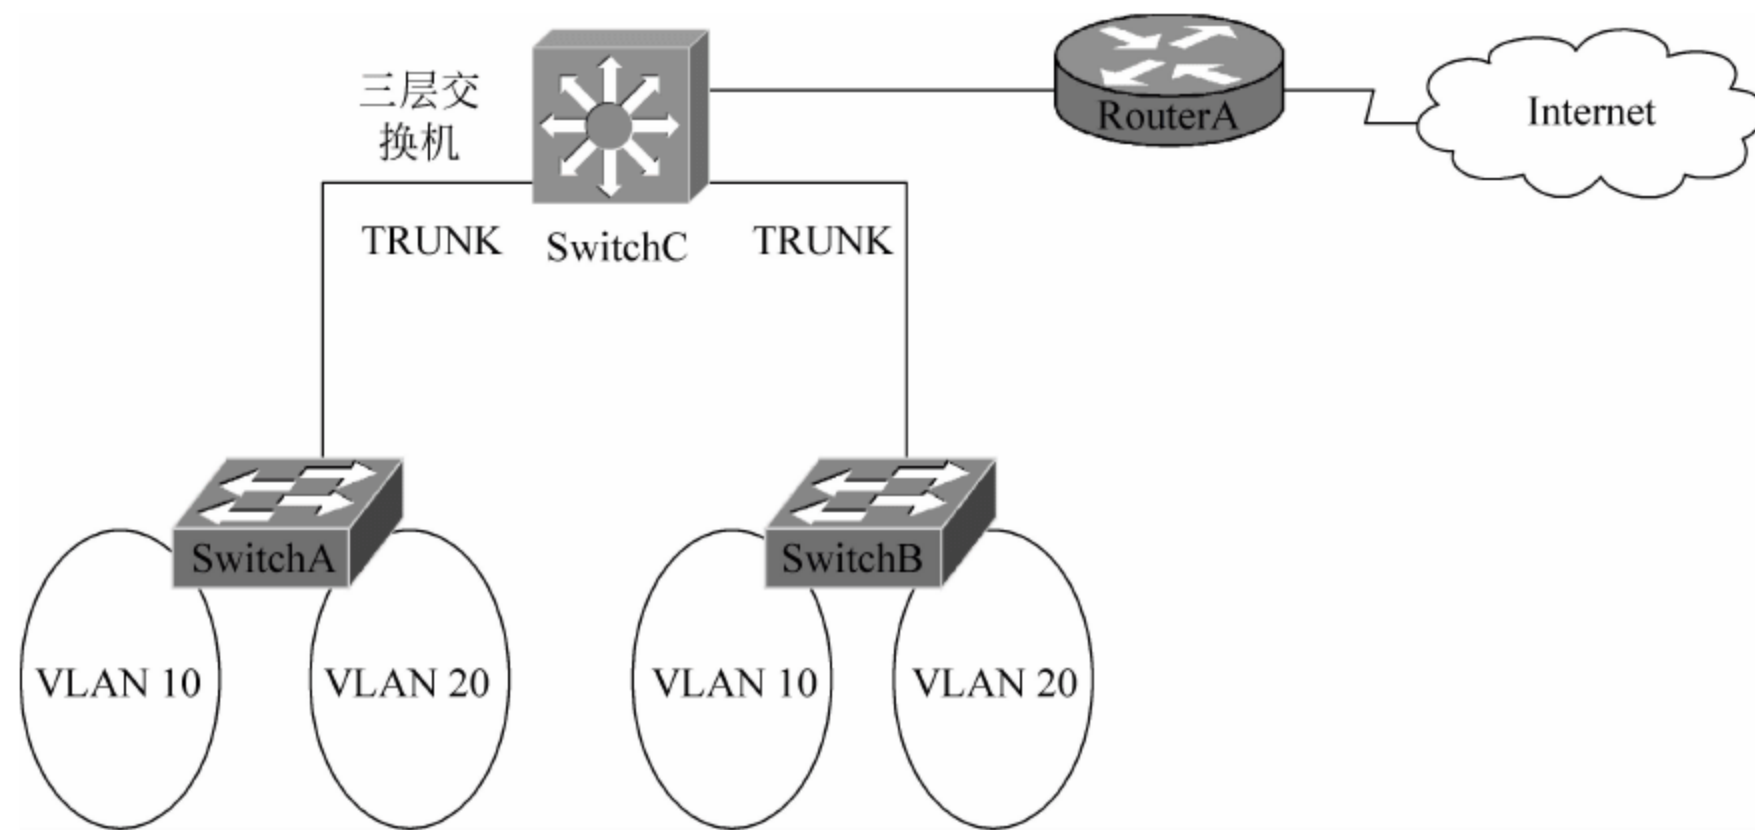 三层交
换机
RouterA
Internet
TRUNK
SwitchC
TRUNK
SwitchA
SwitchB
VLAN 10
VLAN 20
VLAN 10
VLAN 20